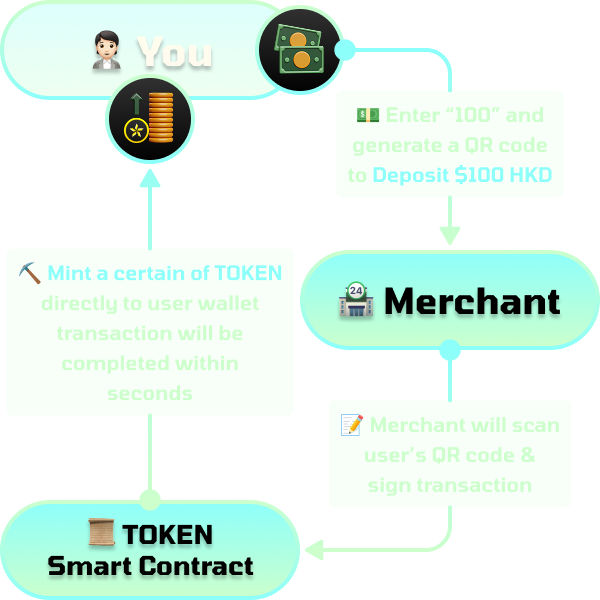 You
Enter “100” and
generate a QR code
to Deposit $100 HKD
24
Merchant
Merchant will scan
user’s QR code &
sign transaction
TOKEN
Smart Contract
Mint a certain of TOKEN
directly to user wallet
transaction will be
completed within
seconds